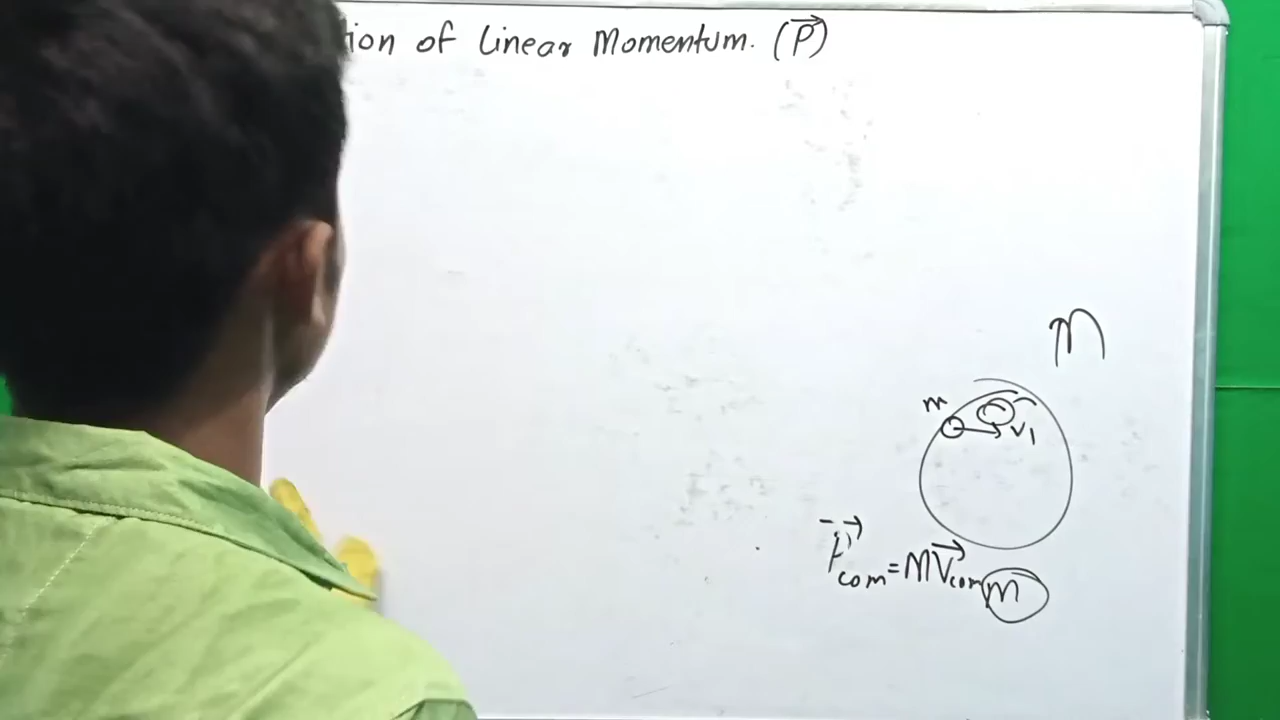 ion of Linear Momentum. (P⃗)
M
m
v₁
P⃗com = MV⃗com
m